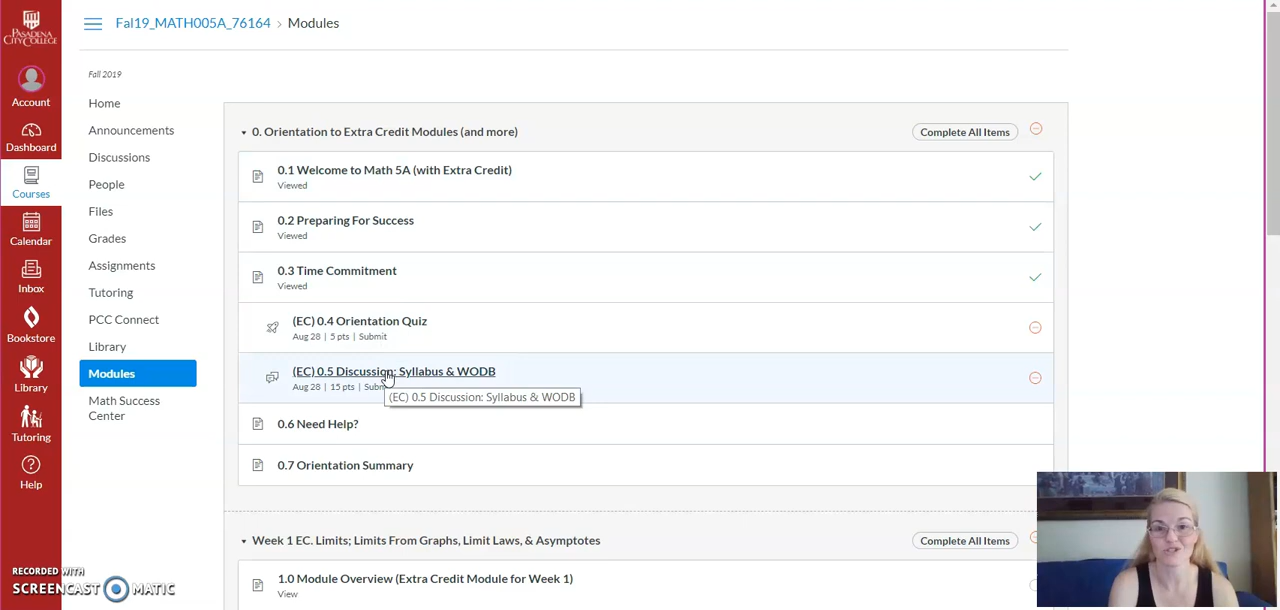 PASADENA
CITY COLLEGE
Account
Dashboard
Courses
Calendar
Inbox
Bookstore
Library
Tutoring
Help
Fal19_MATH005A_76164 › Modules
Fall 2019
Home
Announcements
Discussions
People
Files
Grades
Assignments
Tutoring
PCC Connect
Library
Modules
Math Success
Center
0. Orientation to Extra Credit Modules (and more)
Complete All Items
0.1 Welcome to Math 5A (with Extra Credit)
Viewed
0.2 Preparing For Success
Viewed
0.3 Time Commitment
Viewed
(EC) 0.4 Orientation Quiz
Aug 28 | 5 pts | Submit
(EC) 0.5 Discussion: Syllabus & WODB
Aug 28 | 15 pts | Subm
(EC) 0.5 Discussion: Syllabus & WODB
0.6 Need Help?
0.7 Orientation Summary
Week 1 EC. Limits; Limits From Graphs, Limit Laws, & Asymptotes
Complete All Items
1.0 Module Overview (Extra Credit Module for Week 1)
View
RECORDED WITH
SCREENCAST MATIC